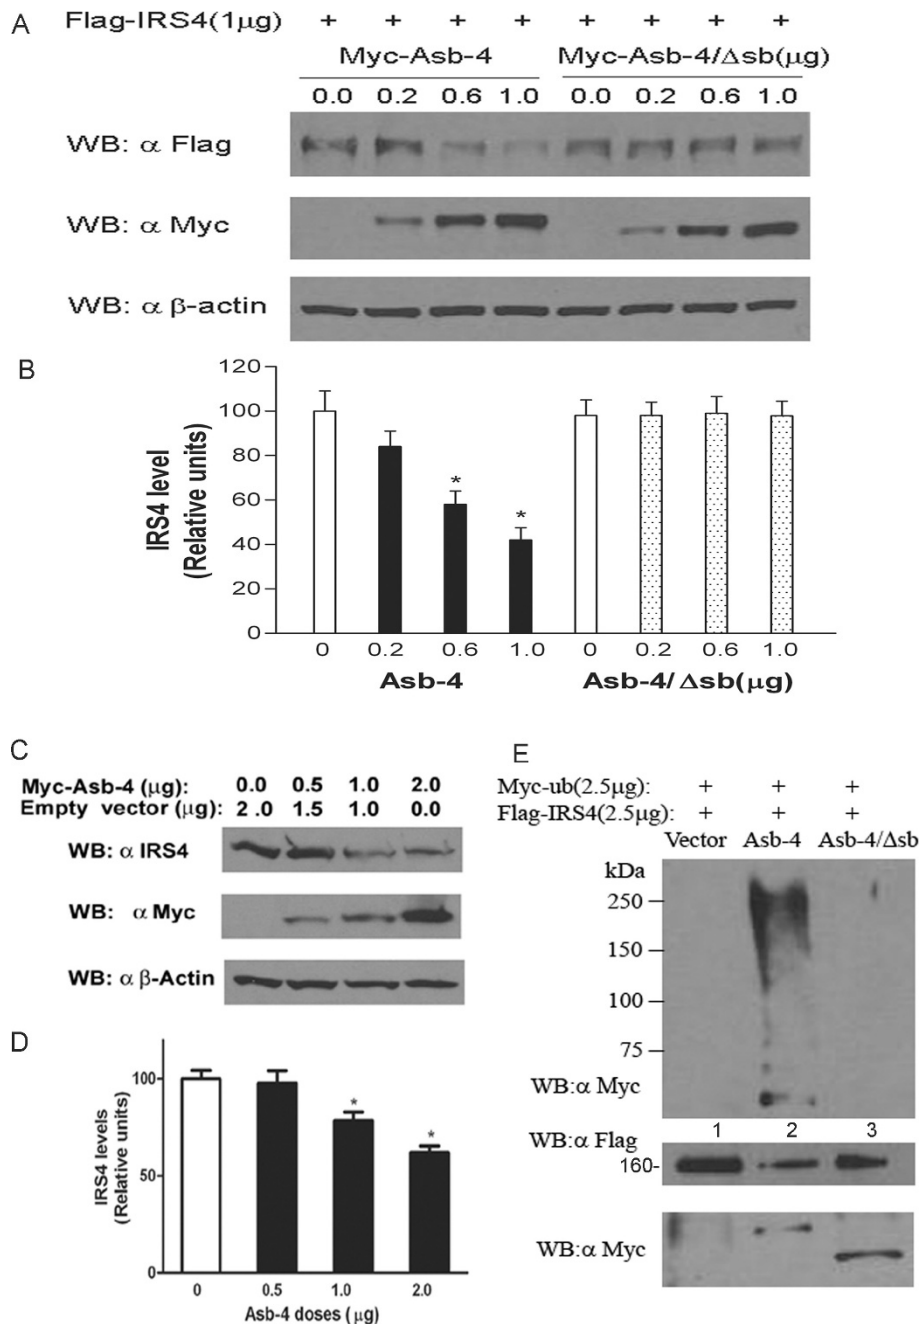 A
Flag-IRS4(1μg) + + + + + + + +
Myc-Asb-4 Myc-Asb-4/Δsb(μg)
0.0 0.2 0.6 1.0 0.0 0.2 0.6 1.0
WB: α Flag
WB: α Myc
WB: α β-actin
B
IRS4 level
(Relative units)
120
100
80
60
40
20
0
* *
0 0.2 0.6 1.0 0 0.2 0.6 1.0
Asb-4 Asb-4/Δsb(μg)
C
Myc-Asb-4 (μg): 0.0 0.5 1.0 2.0
Empty vector (μg): 2.0 1.5 1.0 0.0
WB: α IRS4
WB: α Myc
WB: α β-Actin
D
IRS4 levels
(Relative units)
100
50
0
* *
0 0.5 1.0 2.0
Asb-4 doses (μg)
E
Myc-ub(2.5μg): + + +
Flag-IRS4(2.5μg): + + +
Vector Asb-4 Asb-4/Δsb
kDa
250
150
100
75
WB:α Myc
1 2 3
WB:α Flag
160-
WB:α Myc